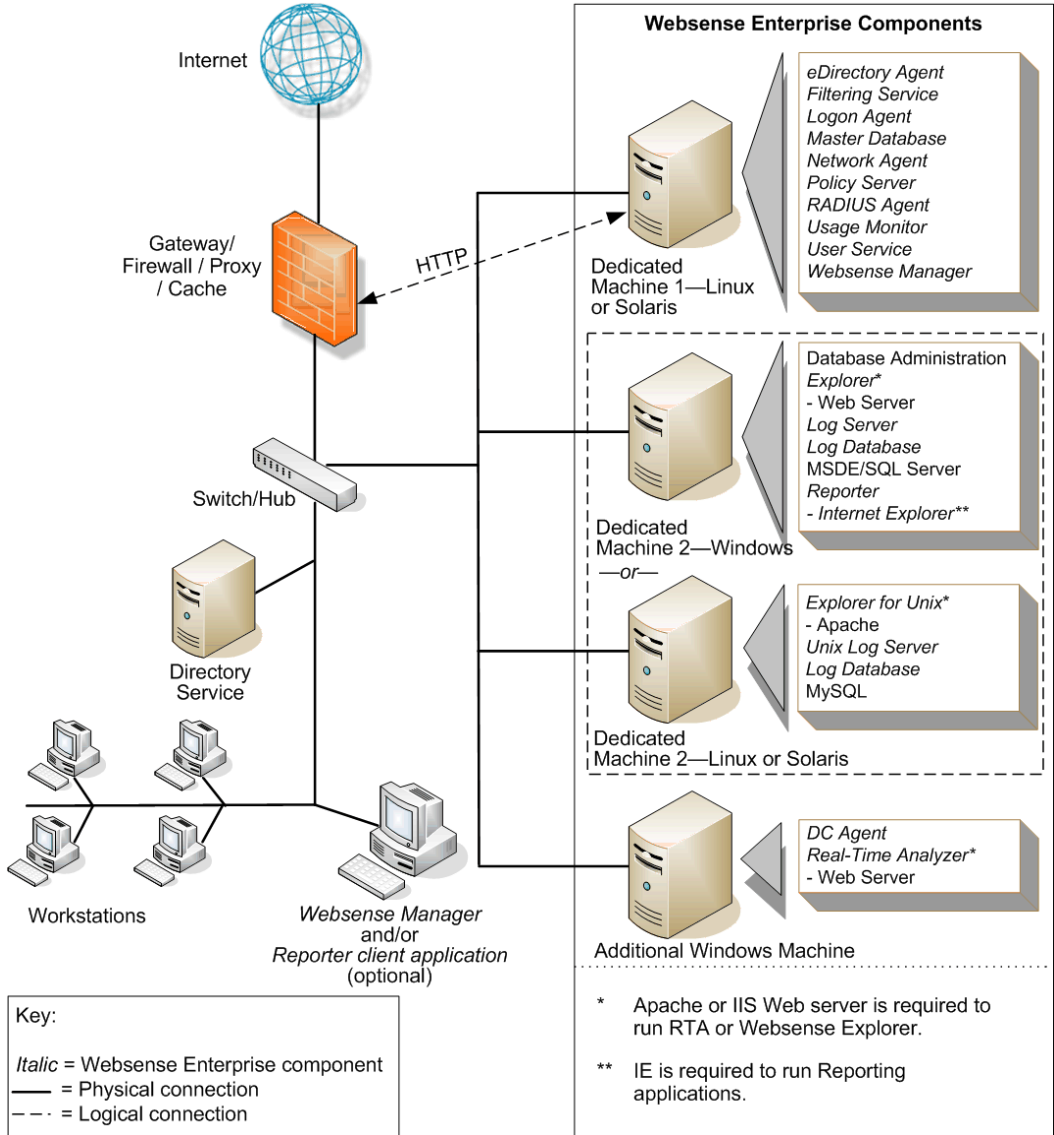 Websense Enterprise Components
Internet
eDirectory Agent
Filtering Service
Logon Agent
Master Database
Network Agent
Policy Server
RADIUS Agent
Usage Monitor
User Service
Websense Manager
Gateway/
Firewall / Proxy
/ Cache
HTTP
Dedicated
Machine 1—Linux
or Solaris
Database Administration
Explorer*
- Web Server
Log Server
Log Database
MSDE/SQL Server
Reporter
- Internet Explorer**
Switch/Hub
Dedicated
Machine 2—Windows
—or—
Explorer for Unix*
- Apache
Unix Log Server
Log Database
MySQL
Directory
Service
Dedicated
Machine 2—Linux or Solaris
DC Agent
Real-Time Analyzer*
- Web Server
Workstations
Websense Manager
and/or
Reporter client application
(optional)
Additional Windows Machine
Key:
Italic = Websense Enterprise component
= Physical connection
= Logical connection
* Apache or IIS Web server is required to
run RTA or Websense Explorer.
** IE is required to run Reporting
applications.